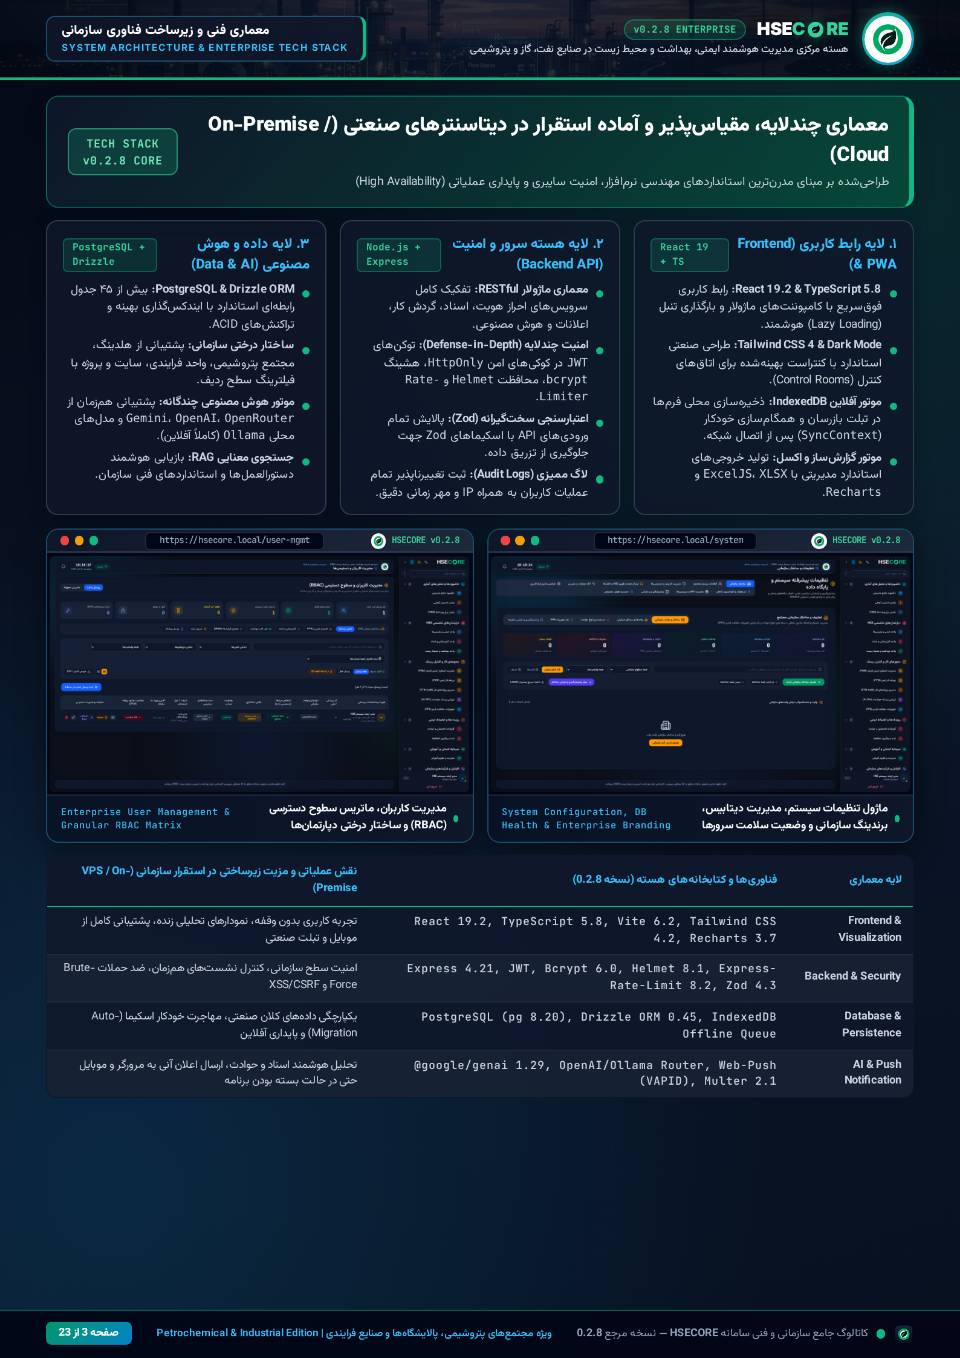 HSECORE
v0.2.8 ENTERPRISE
هسته مرکزی مدیریت هوشمند ایمنی، بهداشت و محیط زیست در صنایع نفت، گاز و پتروشیمی
معماری فنی و زیرساخت فناوری سازمانی
SYSTEM ARCHITECTURE & ENTERPRISE TECH STACK
معماری چندلایه، مقیاس‌پذیر و آماده استقرار در دیتاسنترهای صنعتی (On-Premise /
Cloud)
طراحی‌شده بر مبنای مدرن‌ترین استانداردهای مهندسی نرم‌افزار، امنیت سایبری و پایداری عملیاتی (High Availability)
TECH STACK
v0.2.8 CORE
۱. لایه رابط کاربری (Frontend
& PWA)
React 19
+ TS
React 19.2 & TypeScript 5.8: رابط کاربری
فوق‌سریع با کامپوننت‌های ماژولار و بارگذاری تنبل
(Lazy Loading) هوشمند.
Tailwind CSS 4 & Dark Mode: طراحی صنعتی
استاندارد با کنتراست بهینه‌شده برای اتاق‌های
کنترل (Control Rooms).
موتور آفلاین IndexedDB: ذخیره‌سازی محلی فرم‌ها
در تبلت بازرسان و همگام‌سازی خودکار
(SyncContext) پس از اتصال شبکه.
موتور گزارش‌ساز و اکسل: تولید خروجی‌های
استاندارد مدیریتی با ExcelJS، XLSX و
Recharts.
۲. لایه هسته سرور و امنیت
(Backend API)
Node.js +
Express
معماری ماژولار RESTful: تفکیک کامل
سرویس‌های احراز هویت، اسناد، گردش کار،
اعلانات و هوش مصنوعی.
امنیت چندلایه (Defense-in-Depth): توکن‌های
JWT در کوکی‌های امن HttpOnly، هشینگ
bcrypt، محافظت Helmet و Rate-
Limiter.
اعتبارسنجی سخت‌گیرانه (Zod): پالایش تمام
ورودی‌های API با اسکیماهای Zod جهت
جلوگیری از تزریق داده.
لاگ ممیزی (Audit Logs): ثبت تغییرناپذیر تمام
عملیات کاربران به همراه IP و مهر زمانی دقیق.
۳. لایه داده و هوش
مصنوعی (Data & AI)
PostgreSQL +
Drizzle
PostgreSQL & Drizzle ORM: بیش از ۴۵ جدول
رابطه‌ای استاندارد با ایندکس‌گذاری بهینه و
تراکنش‌های ACID.
ساختار درختی سازمانی: پشتیبانی از هلدینگ،
مجتمع پتروشیمی، واحد فرایندی، سایت و پروژه با
فیلترینگ سطح ردیف.
موتور هوش مصنوعی چندگانه: پشتیبانی هم‌زمان از
Gemini، OpenAI، OpenRouter و مدل‌های
محلی Ollama (کاملاً آفلاین).
جستجوی معنایی RAG: بازیابی هوشمند
دستورالعمل‌ها و استانداردهای فنی سازمان.
HSECORE v0.2.8
https://hsecore.local/system
ماژول تنظیمات سیستم، مدیریت دیتابیس،
برندینگ سازمانی و وضعیت سلامت سرورها
System Configuration, DB
Health & Enterprise Branding
HSECORE v0.2.8
https://hsecore.local/user-mgmt
مدیریت کاربران، ماتریس سطوح دسترسی
(RBAC) و ساختار درختی دپارتمان‌ها
Enterprise User Management &
Granular RBAC Matrix
لایه معماری
فناوری‌ها و کتابخانه‌های هسته (نسخه 0.2.8)
نقش عملیاتی و مزیت زیرساختی در استقرار سازمانی (VPS / On-
Premise)
Frontend &
Visualization
React 19.2, TypeScript 5.8, Vite 6.2, Tailwind CSS
4.2, Recharts 3.7
تجربه کاربری بدون وقفه، نمودارهای تحلیلی زنده، پشتیبانی کامل از
موبایل و تبلت صنعتی
Backend & Security
Express 4.21, JWT, Bcrypt 6.0, Helmet 8.1, Express-
Rate-Limit 8.2, Zod 4.3
امنیت سطح سازمانی، کنترل نشست‌های هم‌زمان، ضد حملات Brute-
Force و XSS/CSRF
Database &
Persistence
PostgreSQL (pg 8.20), Drizzle ORM 0.45, IndexedDB
Offline Queue
یکپارچگی داده‌های کلان صنعتی، مهاجرت خودکار اسکیما (Auto-
Migration) و پایداری آفلاین
AI & Push
Notification
@google/genai 1.29, OpenAI/Ollama Router, Web-Push
(VAPID), Multer 2.1
تحلیل هوشمند اسناد و حوادث، ارسال اعلان آنی به مرورگر و موبایل
حتی در حالت بسته بودن برنامه
کاتالوگ جامع سازمانی و فنی سامانه HSECORE — نسخه مرجع 0.2.8
ویژه مجتمع‌های پتروشیمی، پالایشگاه‌ها و صنایع فرایندی | Petrochemical & Industrial Edition
صفحه 3 از 23